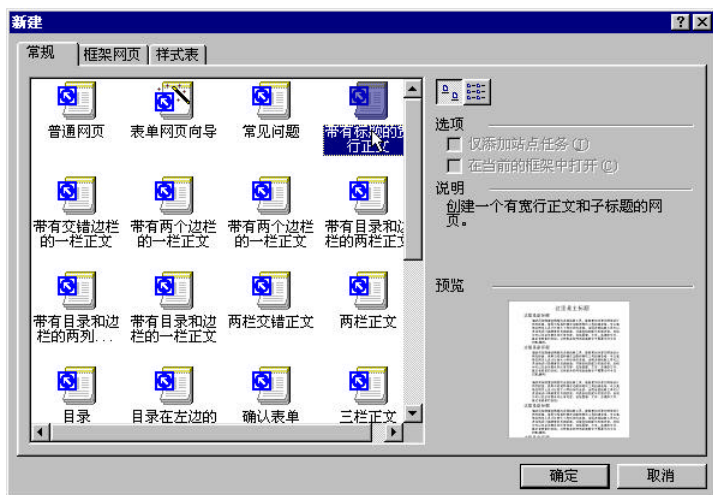 新建
常规
框架网页
样式表
普通网页
表单网页向导
常见问题
带有标题的宽
行正文
带有交错边栏
的一栏正文
带有两个边栏
的一栏正文
带有两个边栏
的一栏正文
带有目录和边
栏的两栏正文
带有目录和边
栏的两列...
带有目录和边
栏的一栏正文
两栏交错正文
两栏正文
目录
目录在左边的
确认表单
三栏正文
选项
仅添加站点任务(T)
在当前的框架中打开(C)
说明
创建一个有宽行正文和子标题的网
页。
预览
确定
取消